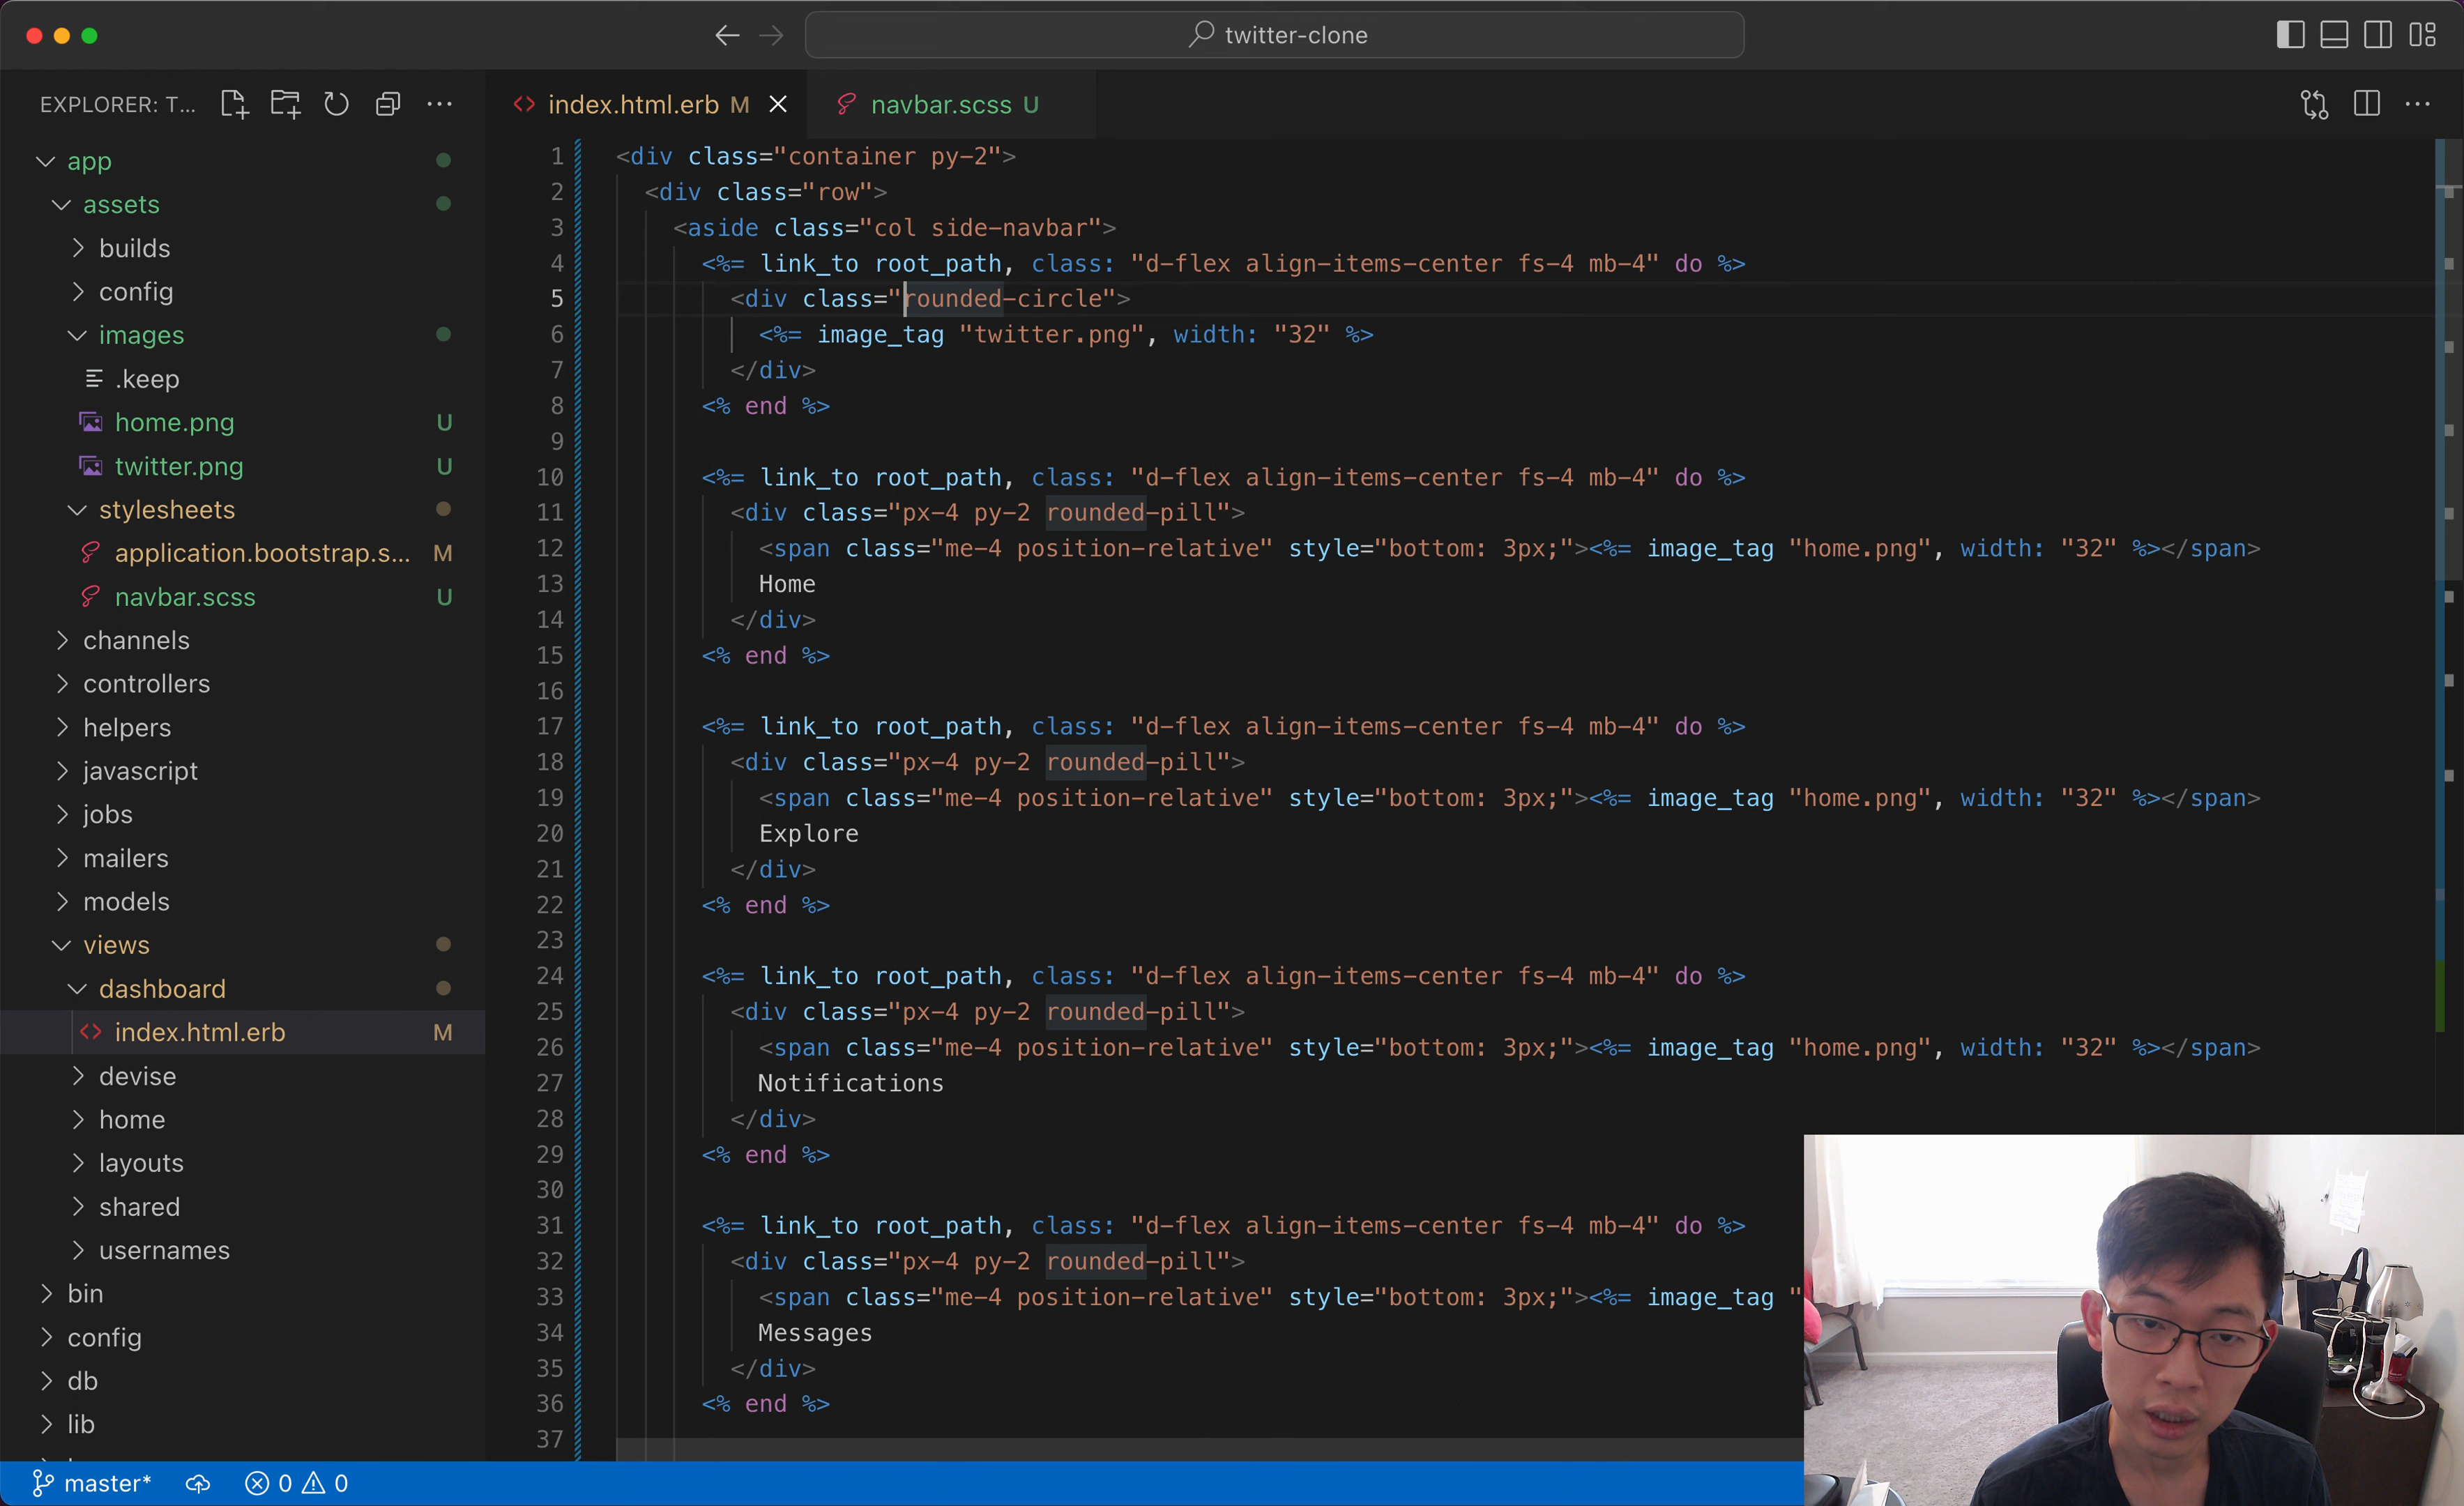 twitter-clone
EXPLORER: T...
index.html.erb M
navbar.scss U
app
assets
builds
config
images
.keep
home.png U
twitter.png U
stylesheets
application.bootstrap.s... M
navbar.scss U
channels
controllers
helpers
javascript
jobs
mailers
models
views
dashboard
index.html.erb M
devise
home
layouts
shared
usernames
bin
config
db
lib
1 <div class="container py-2">
2 <div class="row">
3 <aside class="col side-navbar">
4 <%= link_to root_path, class: "d-flex align-items-center fs-4 mb-4" do %>
5 <div class="rounded-circle">
6 <%= image_tag "twitter.png", width: "32" %>
7 </div>
8 <% end %>
9
10 <%= link_to root_path, class: "d-flex align-items-center fs-4 mb-4" do %>
11 <div class="px-4 py-2 rounded-pill">
12 <span class="me-4 position-relative" style="bottom: 3px;"><%= image_tag "home.png", width: "32" %></span>
13 Home
14 </div>
15 <% end %>
16
17 <%= link_to root_path, class: "d-flex align-items-center fs-4 mb-4" do %>
18 <div class="px-4 py-2 rounded-pill">
19 <span class="me-4 position-relative" style="bottom: 3px;"><%= image_tag "home.png", width: "32" %></span>
20 Explore
21 </div>
22 <% end %>
23
24 <%= link_to root_path, class: "d-flex align-items-center fs-4 mb-4" do %>
25 <div class="px-4 py-2 rounded-pill">
26 <span class="me-4 position-relative" style="bottom: 3px;"><%= image_tag "home.png", width: "32" %></span>
27 Notifications
28 </div>
29 <% end %>
30
31 <%= link_to root_path, class: "d-flex align-items-center fs-4 mb-4" do %>
32 <div class="px-4 py-2 rounded-pill">
33 <span class="me-4 position-relative" style="bottom: 3px;"><%= image_tag "
34 Messages
35 </div>
36 <% end %>
37
master* 0 0